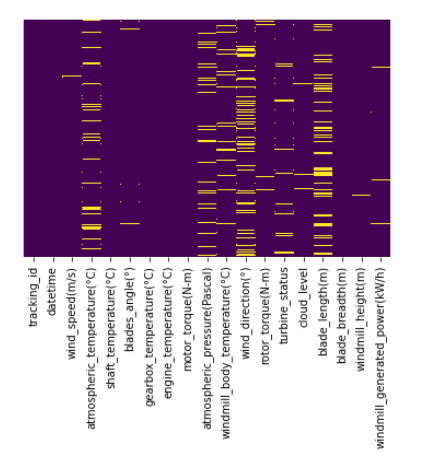 tracking_id
datetime
wind_speed(m/s)
atmospheric_temperature(°C)
shaft_temperature(°C)
blades_angle(°)
gearbox_temperature(°C)
engine_temperature(°C)
motor_torque(N-m)
atmospheric_pressure(Pascal)
windmill_body_temperature(°C)
wind_direction(°)
rotor_torque(N-m)
turbine_status
cloud_level
blade_length(m)
blade_breadth(m)
windmill_height(m)
windmill_generated_power(kW/h)